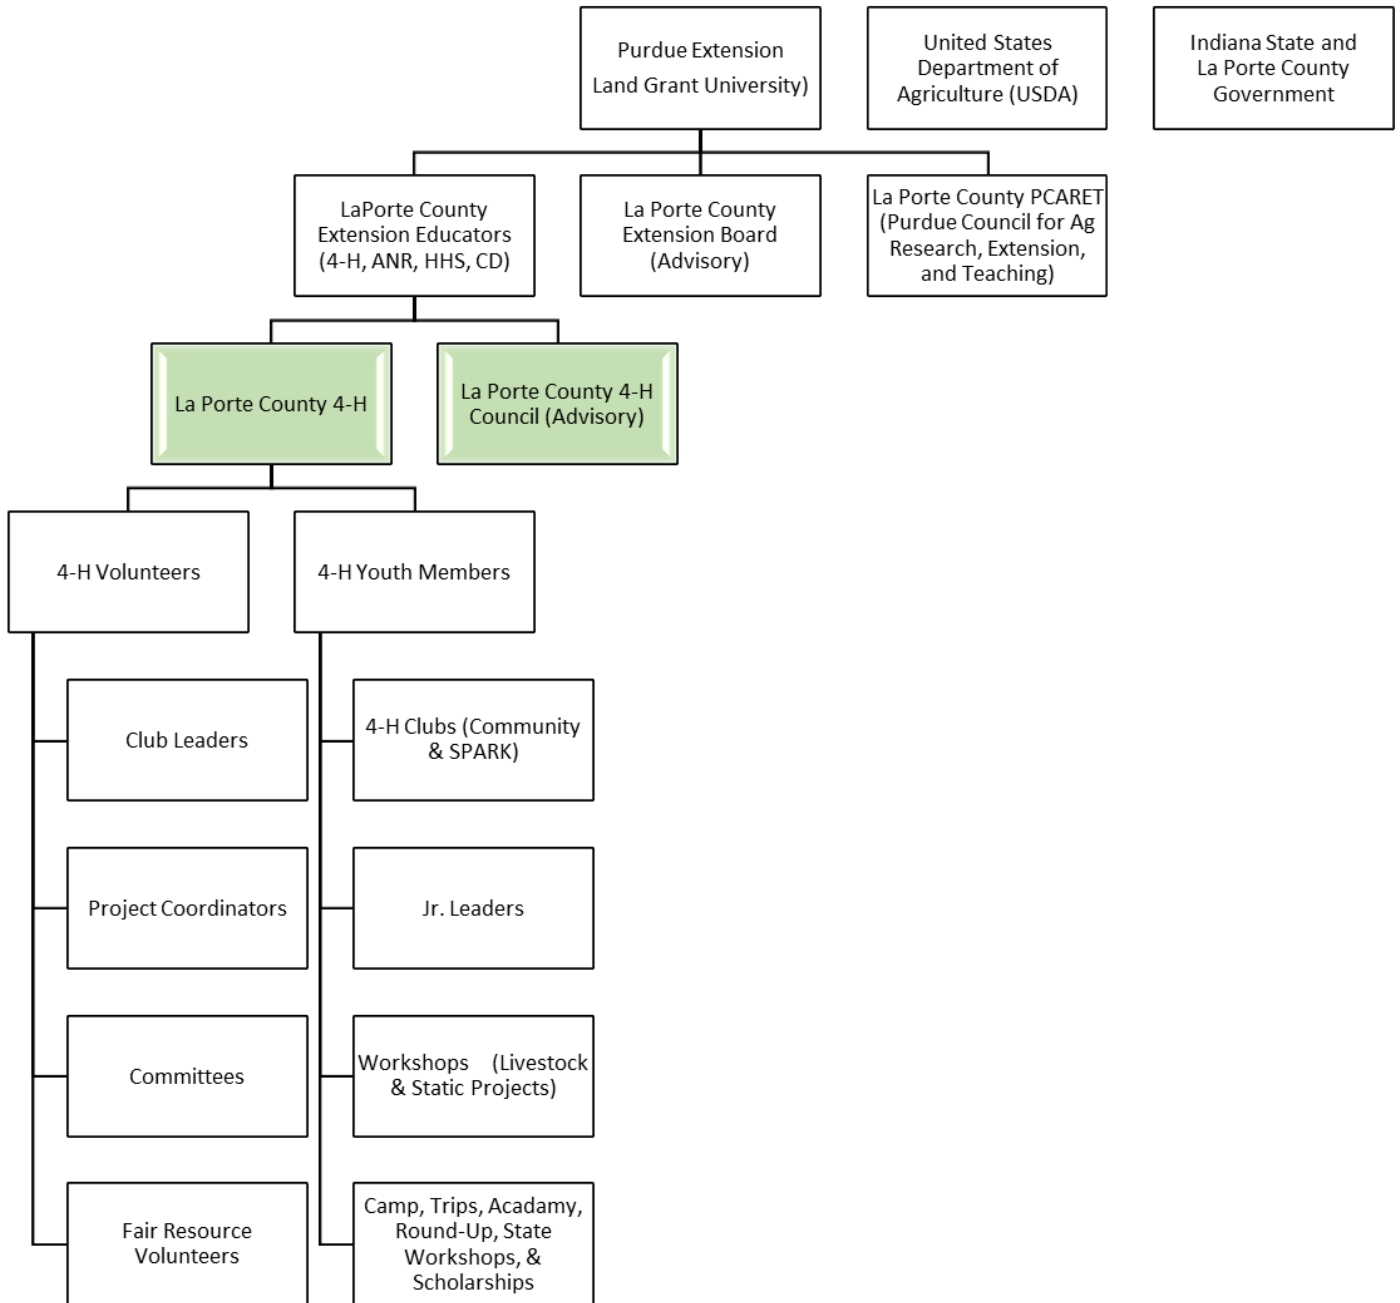 Purdue Extension
Land Grant University)
United States
Department of
Agriculture (USDA)
Indiana State and
La Porte County
Government
LaPorte County
Extension Educators
(4-H, ANR, HHS, CD)
La Porte County
Extension Board
(Advisory)
La Porte County PCARET
(Purdue Council for Ag
Research, Extension,
and Teaching)
La Porte County 4-H
La Porte County 4-H
Council (Advisory)
4-H Volunteers
4-H Youth Members
Club Leaders
4-H Clubs (Community
& SPARK)
Project Coordinators
Jr. Leaders
Committees
Workshops (Livestock
& Static Projects)
Fair Resource
Volunteers
Camp, Trips, Acadamy,
Round-Up, State
Workshops, &
Scholarships